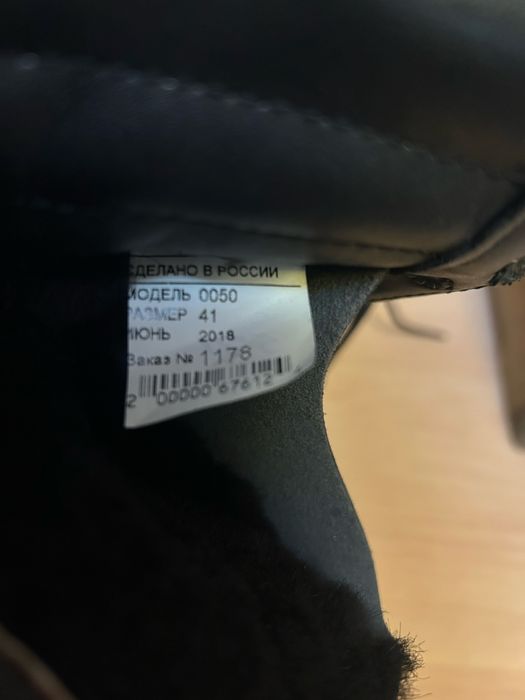 СДЕЛАНО В РОССИИ
МОДЕЛЬ 0050
РАЗМЕР 41
ИЮНЬ 2018
Заказ № 1178
2 00000 67612